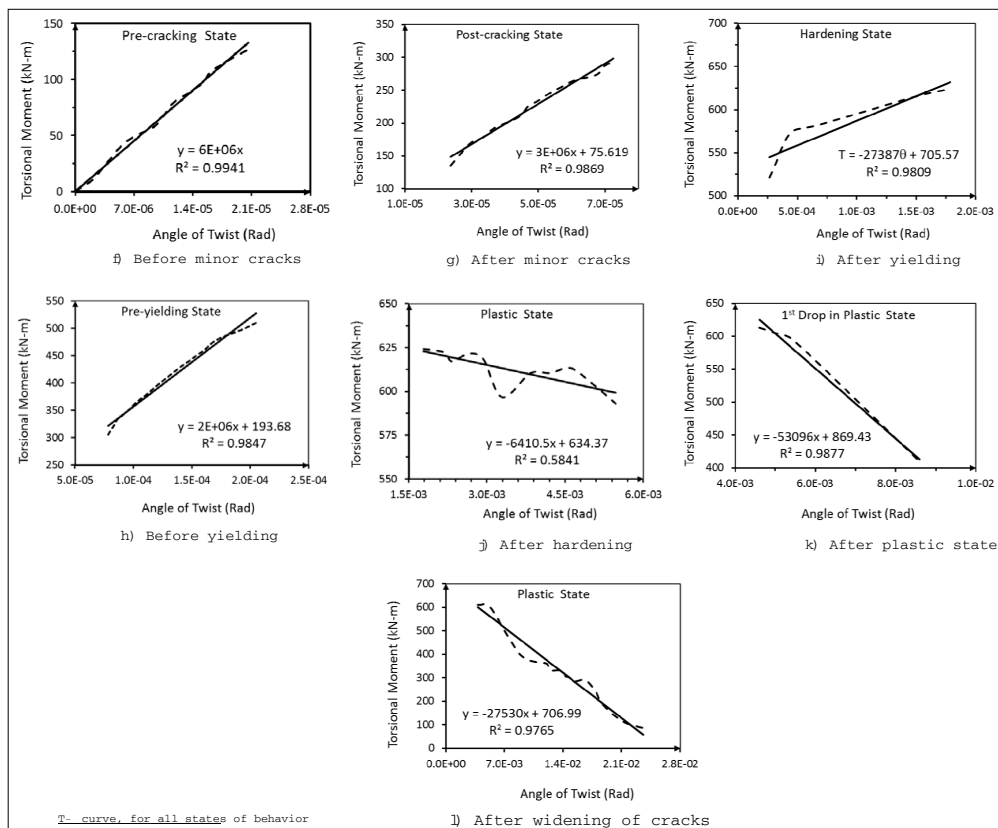 Pre-cracking State
Torsional Moment (kN-m)
150
125
100
75
50
25
0
y = 6E+06x
R² = 0.9941
0.0E+00 7.0E-06 1.4E-05 2.1E-05 2.8E-05
Angle of Twist (Rad)
f) Before minor cracks
Post-cracking State
Torsional Moment (kN-m)
350
300
250
200
150
100
y = 3E+06x + 75.619
R² = 0.9869
1.0E-05 3.0E-05 5.0E-05 7.0E-05
Angle of Twist (Rad)
g) After minor cracks
Hardening State
Torsional Moment (kN-m)
700
650
600
550
500
T = -27387θ + 705.57
R² = 0.9809
0.0E+00 5.0E-04 1.0E-03 1.5E-03 2.0E-03
Angle of Twist (Rad)
i) After yielding
Pre-yielding State
Torsional Moment (kN-m)
550
500
450
400
350
300
250
y = 2E+06x + 193.68
R² = 0.9847
5.0E-05 1.0E-04 1.5E-04 2.0E-04 2.5E-04
Angle of Twist (Rad)
h) Before yielding
Plastic State
Torsional Moment (kN-m)
650
625
600
575
550
y = -6410.5x + 634.37
R² = 0.5841
1.5E-03 3.0E-03 4.5E-03 6.0E-03
Angle of Twist (Rad)
j) After hardening
1st Drop in Plastic State
Torsional Moment (kN-m)
650
600
550
500
450
400
y = -53096x + 869.43
R² = 0.9877
4.0E-03 6.0E-03 8.0E-03 1.0E-02
Angle of Twist (Rad)
k) After plastic state
Plastic State
Torsional Moment (kN-m)
700
600
500
400
300
200
100
0
y = -27530x + 706.99
R² = 0.9765
0.0E+00 7.0E-03 1.4E-02 2.1E-02 2.8E-02
Angle of Twist (Rad)
l) After widening of cracks
T- curve, for all states of behavior